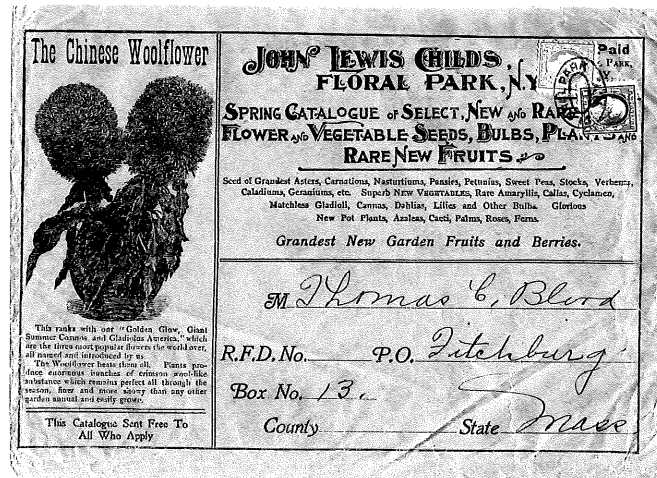 The Chinese Woolflower
This ranks with our "Golden Glow, Giant
Summer Cosmos, and Gladiolus America," which
are the three most popular flowers the world over,
all named and introduced by us.
The Woolflower beats them all. Plants pro-
duce enormous bunches of crimson wool-like
substance which remains perfect all through the
season, finer and more showy than any other
garden annual and easily grown.
This Catalogue Sent Free To
All Who Apply
JOHN LEWIS CHILDS,
FLORAL PARK, N.Y.
Paid
PARK,
SPRING CATALOGUE OF SELECT, NEW AND RARE
FLOWER AND VEGETABLE SEEDS, BULBS, PLANTS AND
RARE NEW FRUITS.
Seed of Grandest Asters, Carnations, Nasturtiums, Pansies, Petunias, Sweet Peas, Stocks, Verbenas,
Caladiums, Geraniums, etc. Superb NEW VEGETABLES, Rare Amaryllis, Callas, Cyclamen,
Matchless Gladioli, Cannas, Dahlias, Lilies and Other Bulbs. Glorious
New Pot Plants, Azaleas, Cacti, Palms, Roses, Ferns.
Grandest New Garden Fruits and Berries.
M Thomas C. Blood
R.F.D. No. P.O. Fitchburg
Box No. 13.
County State Mass